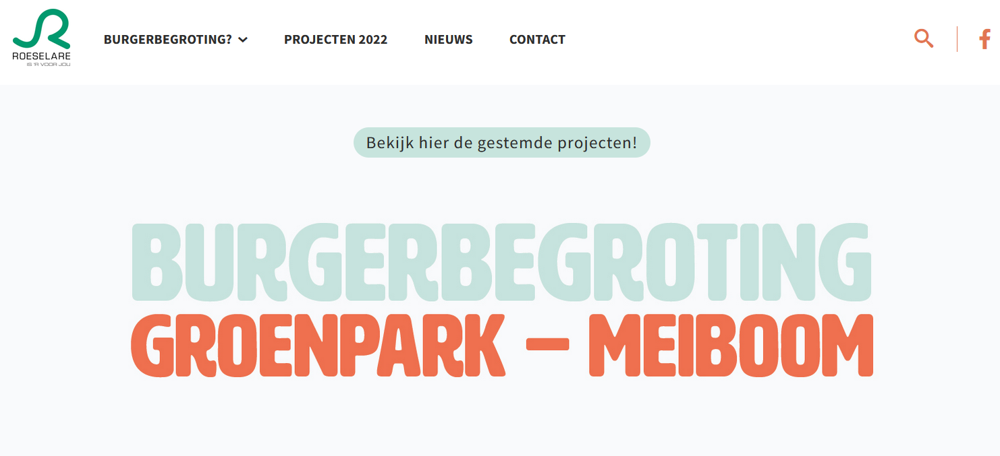 ROESELARE
IS 'R VOOR JOU
BURGERBEGROTING? PROJECTEN 2022 NIEUWS CONTACT
Bekijk hier de gestemde projecten!
BURGERBEGROTING
GROENPARK – MEIBOOM